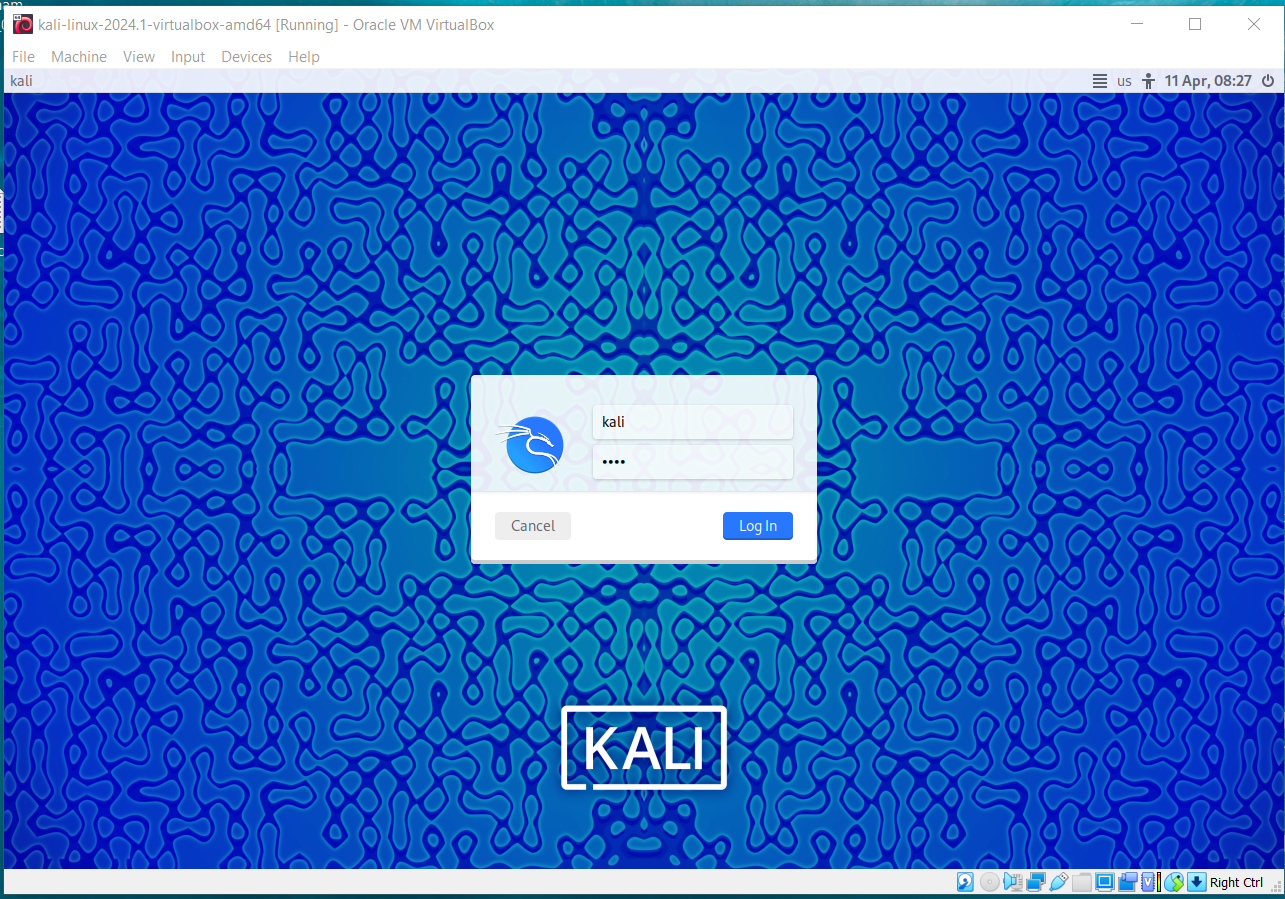 kali-linux-2024.1-virtualbox-amd64 [Running] - Oracle VM VirtualBox
File Machine View Input Devices Help
kali us 11 Apr, 08:27
kali
••••
Cancel Log In
KALI
Right Ctrl